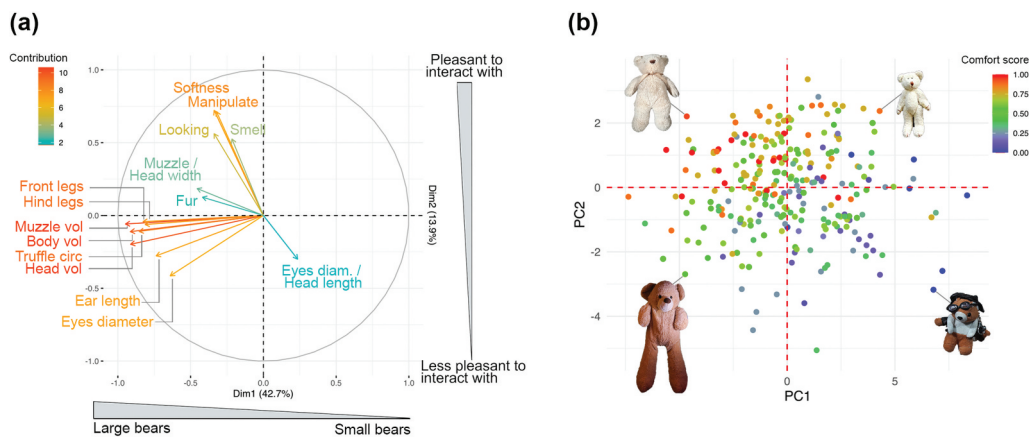 (a)
Contribution
10
8
6
4
2
1.0
0.5
0.0
-0.5
-1.0
Softness
Manipulate
Looking
Smell
Muzzle /
Head width
Fur
Front legs
Hind legs
Muzzle vol
Body vol
Truffle circ
Head vol
Ear length
Eyes diameter
Eyes diam. /
Head length
-1.0
-0.5
0.0
0.5
1.0
Dim1 (42.7%)
Dim2 (13.9%)
Pleasant to
interact with
Less pleasant to
interact with
Large bears
Small bears
(b)
Comfort score
1.00
0.75
0.50
0.25
0.00
PC2
2
0
-2
-4
-5
0
5
PC1